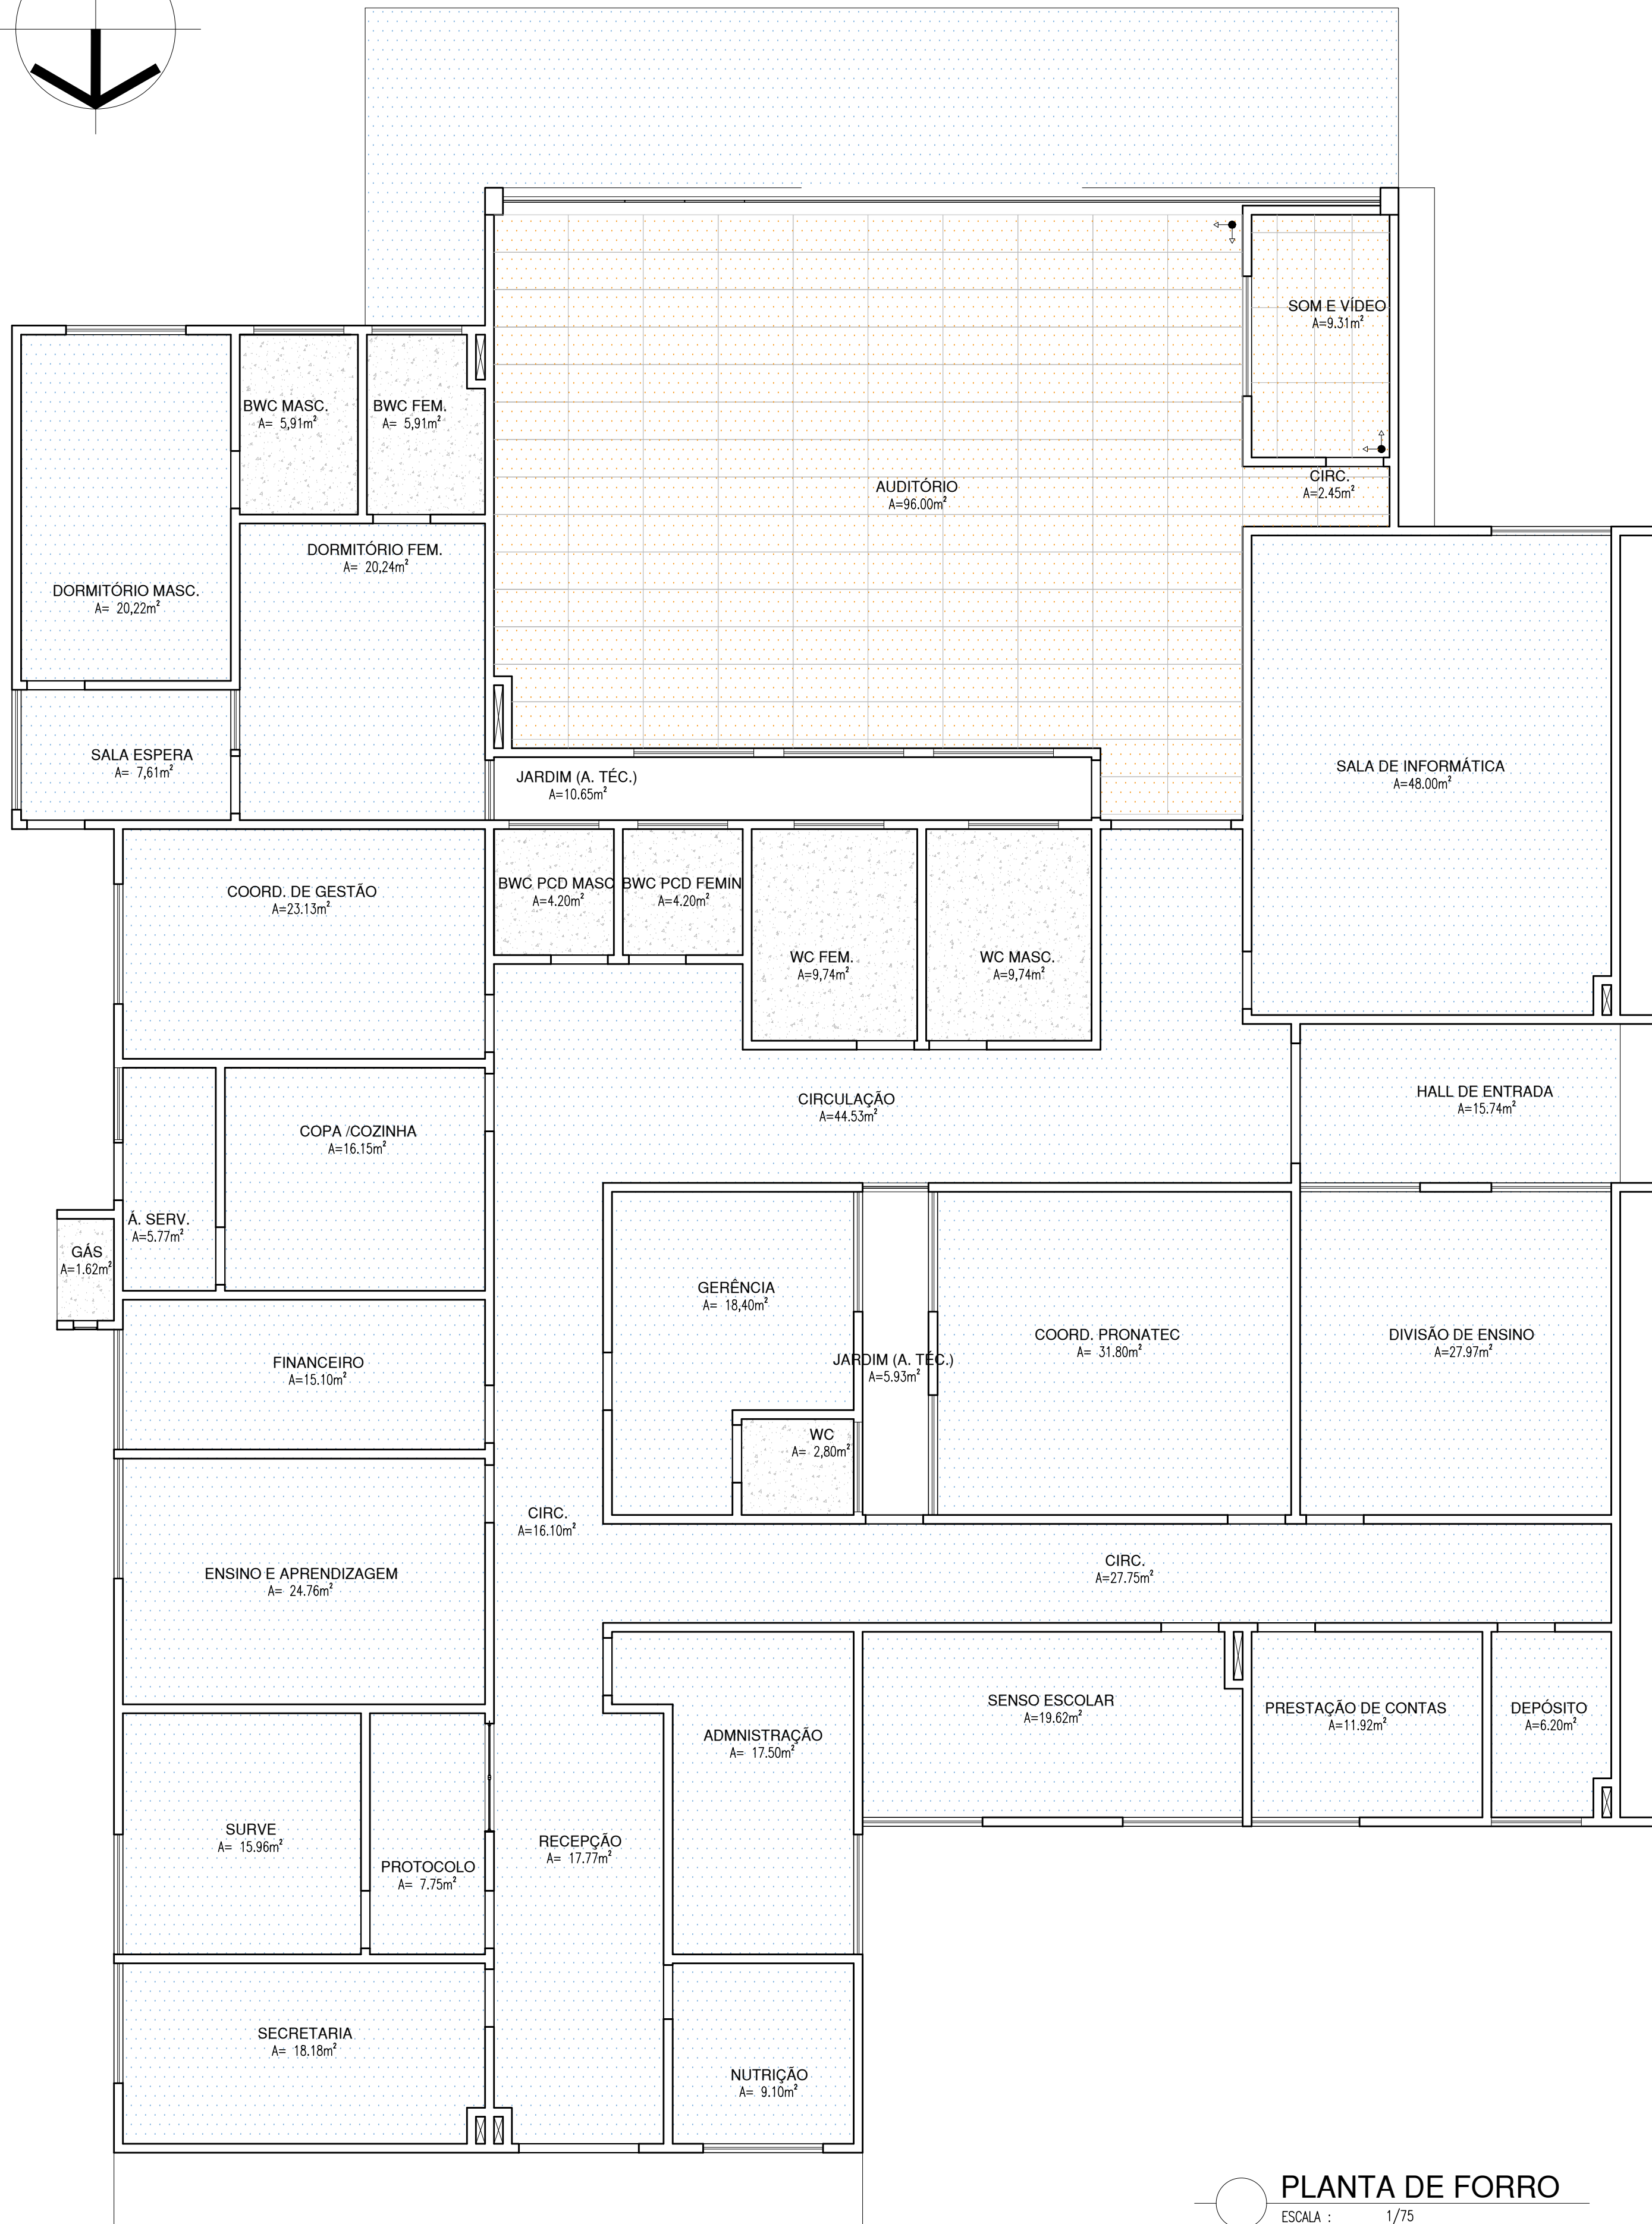 SOM E VÍDEO
A=9.31m²
BWC MASC.
A= 5,91m²
BWC FEM.
A= 5,91m²
AUDITÓRIO
A=96.00m²
CIRC.
A=2.45m²
DORMITÓRIO FEM.
A= 20,24m²
DORMITÓRIO MASC.
A= 20,22m²
SALA ESPERA
A= 7,61m²
JARDIM (A. TÉC.)
A=10.65m²
SALA DE INFORMÁTICA
A=48.00m²
COORD. DE GESTÃO
A=23.13m²
BWC PCD MASC
A=4.20m²
BWC PCD FEMIN
A=4.20m²
WC FEM.
A=9,74m²
WC MASC.
A=9,74m²
CIRCULAÇÃO
A=44.53m²
HALL DE ENTRADA
A=15.74m²
COPA /COZINHA
A=16.15m²
Á. SERV.
A=5.77m²
GÁS
A=1.62m²
GERÊNCIA
A= 18,40m²
COORD. PRONATEC
A= 31.80m²
DIVISÃO DE ENSINO
A=27.97m²
JARDIM (A. TÉC.)
A=5.93m²
FINANCEIRO
A=15.10m²
WC
A= 2,80m²
CIRC.
A=16.10m²
ENSINO E APRENDIZAGEM
A= 24.76m²
CIRC.
A=27.75m²
SENSO ESCOLAR
A=19.62m²
PRESTAÇÃO DE CONTAS
A=11.92m²
DEPÓSITO
A=6.20m²
ADMNISTRAÇÃO
A= 17.50m²
SURVE
A= 15.96m²
RECEPÇÃO
A= 17.77m²
PROTOCOLO
A= 7.75m²
SECRETARIA
A= 18.18m²
NUTRIÇÃO
A= 9.10m²
PLANTA DE FORRO
ESCALA : 1/75